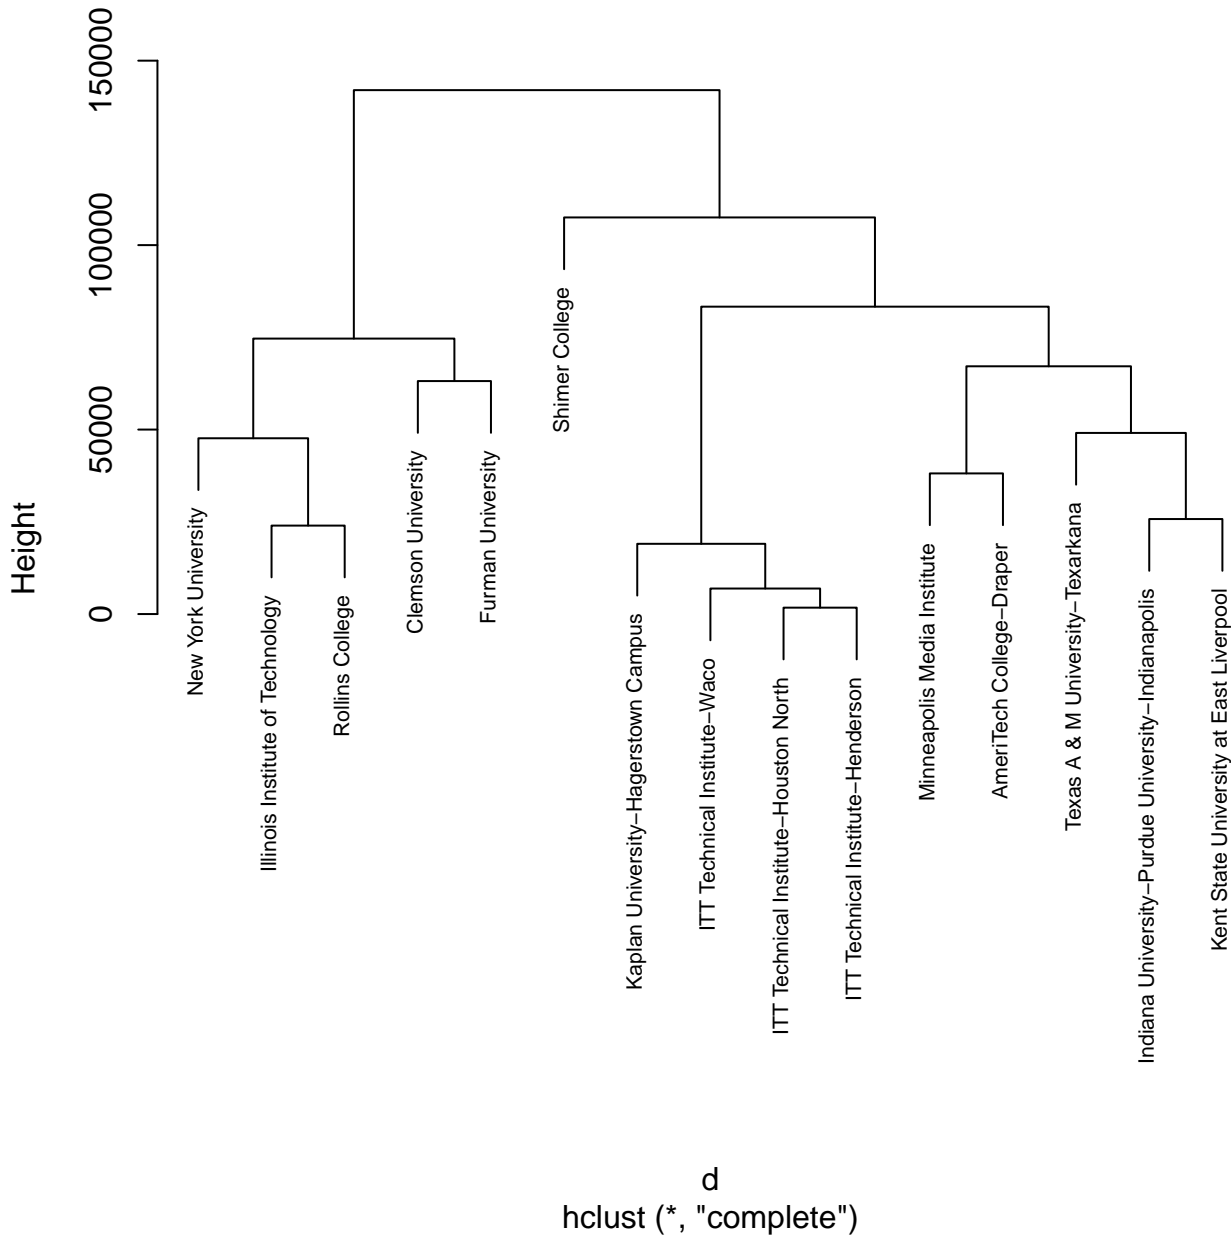 Height
150000
100000
50000
0
New York University
Illinois Institute of Technology
Rollins College
Clemson University
Furman University
Shimer College
Kaplan University−Hagerstown Campus
ITT Technical Institute−Waco
ITT Technical Institute−Houston North
ITT Technical Institute−Henderson
Minneapolis Media Institute
AmeriTech College−Draper
Texas A & M University−Texarkana
Indiana University−Purdue University−Indianapolis
Kent State University at East Liverpool
d
hclust (*, "complete")